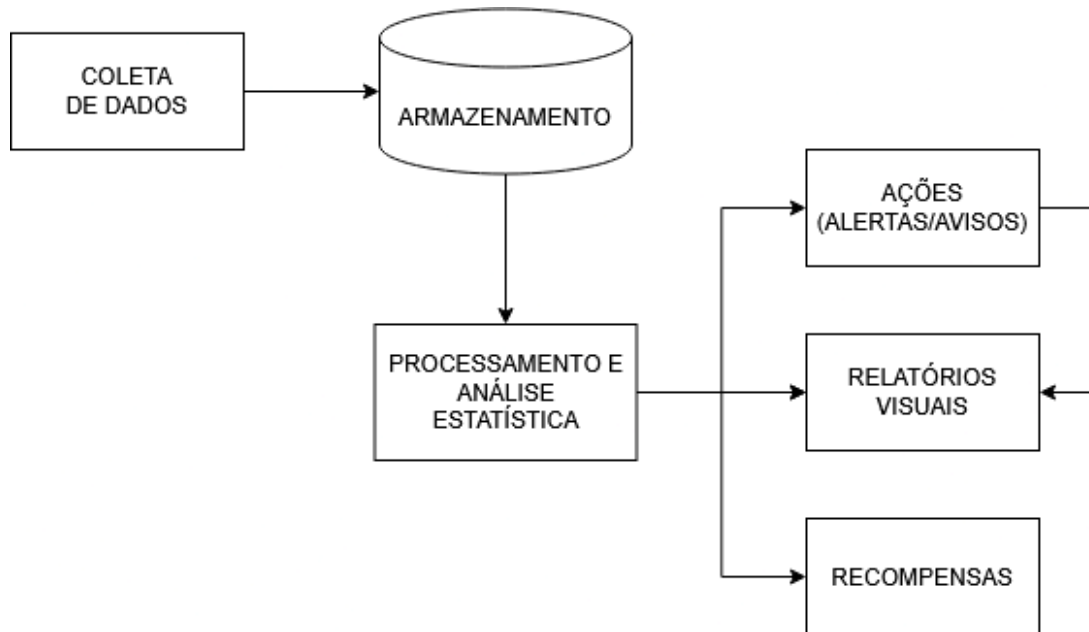 COLETA
DE DADOS
ARMAZENAMENTO
AÇÕES
(ALERTAS/AVISOS)
PROCESSAMENTO E
ANÁLISE
ESTATÍSTICA
RELATÓRIOS
VISUAIS
RECOMPENSAS